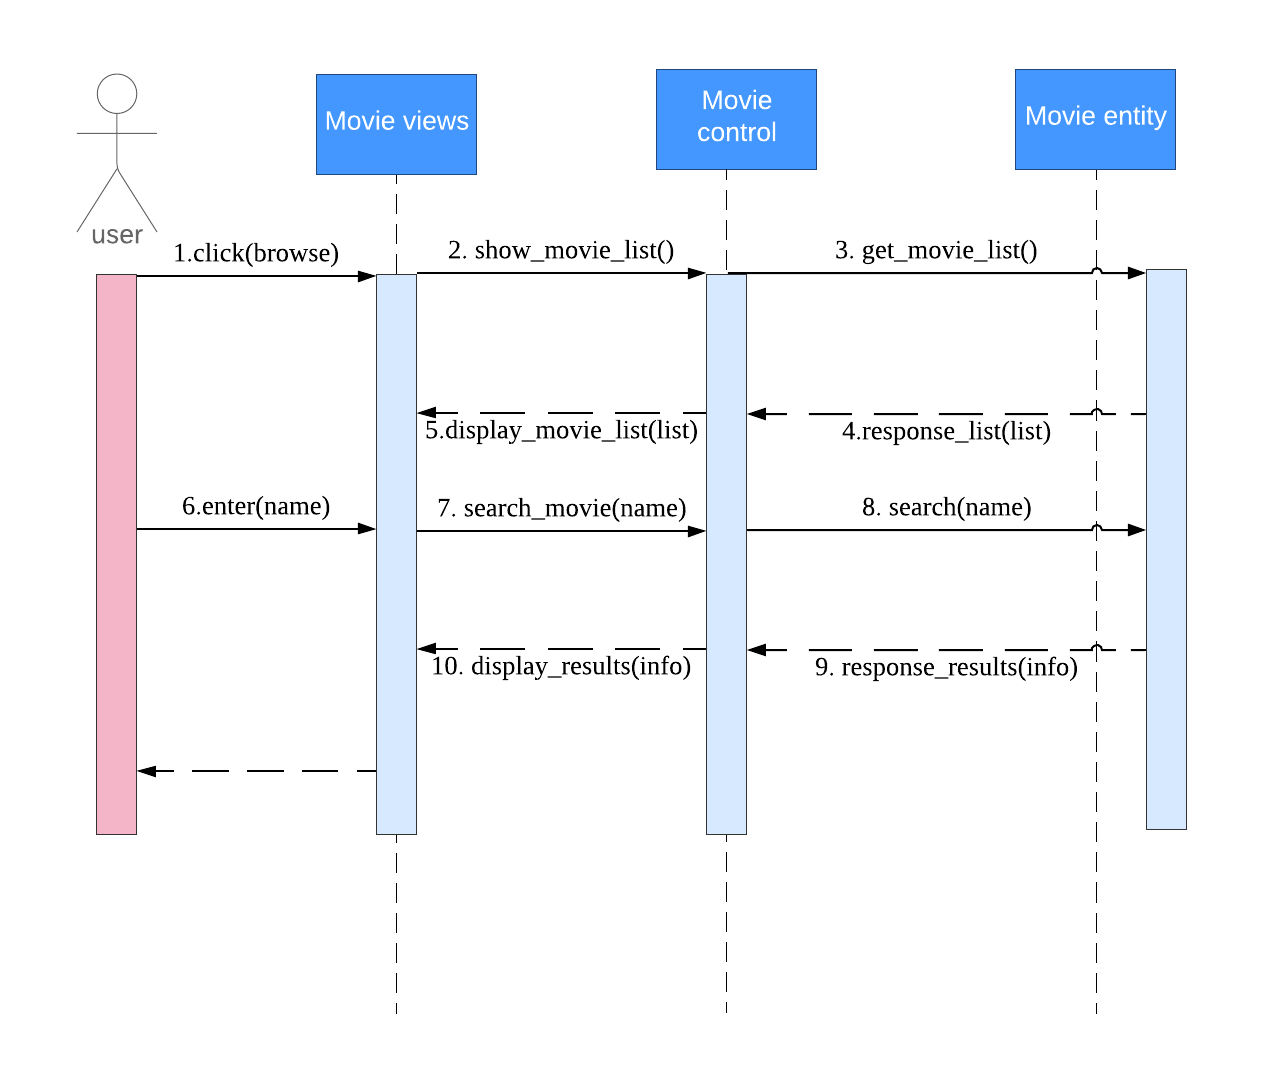 Movie views
Movie
control
Movie entity
user
1.click(browse)
2. show_movie_list()
3. get_movie_list()
5.display_movie_list(list)
4.response_list(list)
6.enter(name)
7. search_movie(name)
8. search(name)
10. display_results(info)
9. response_results(info)